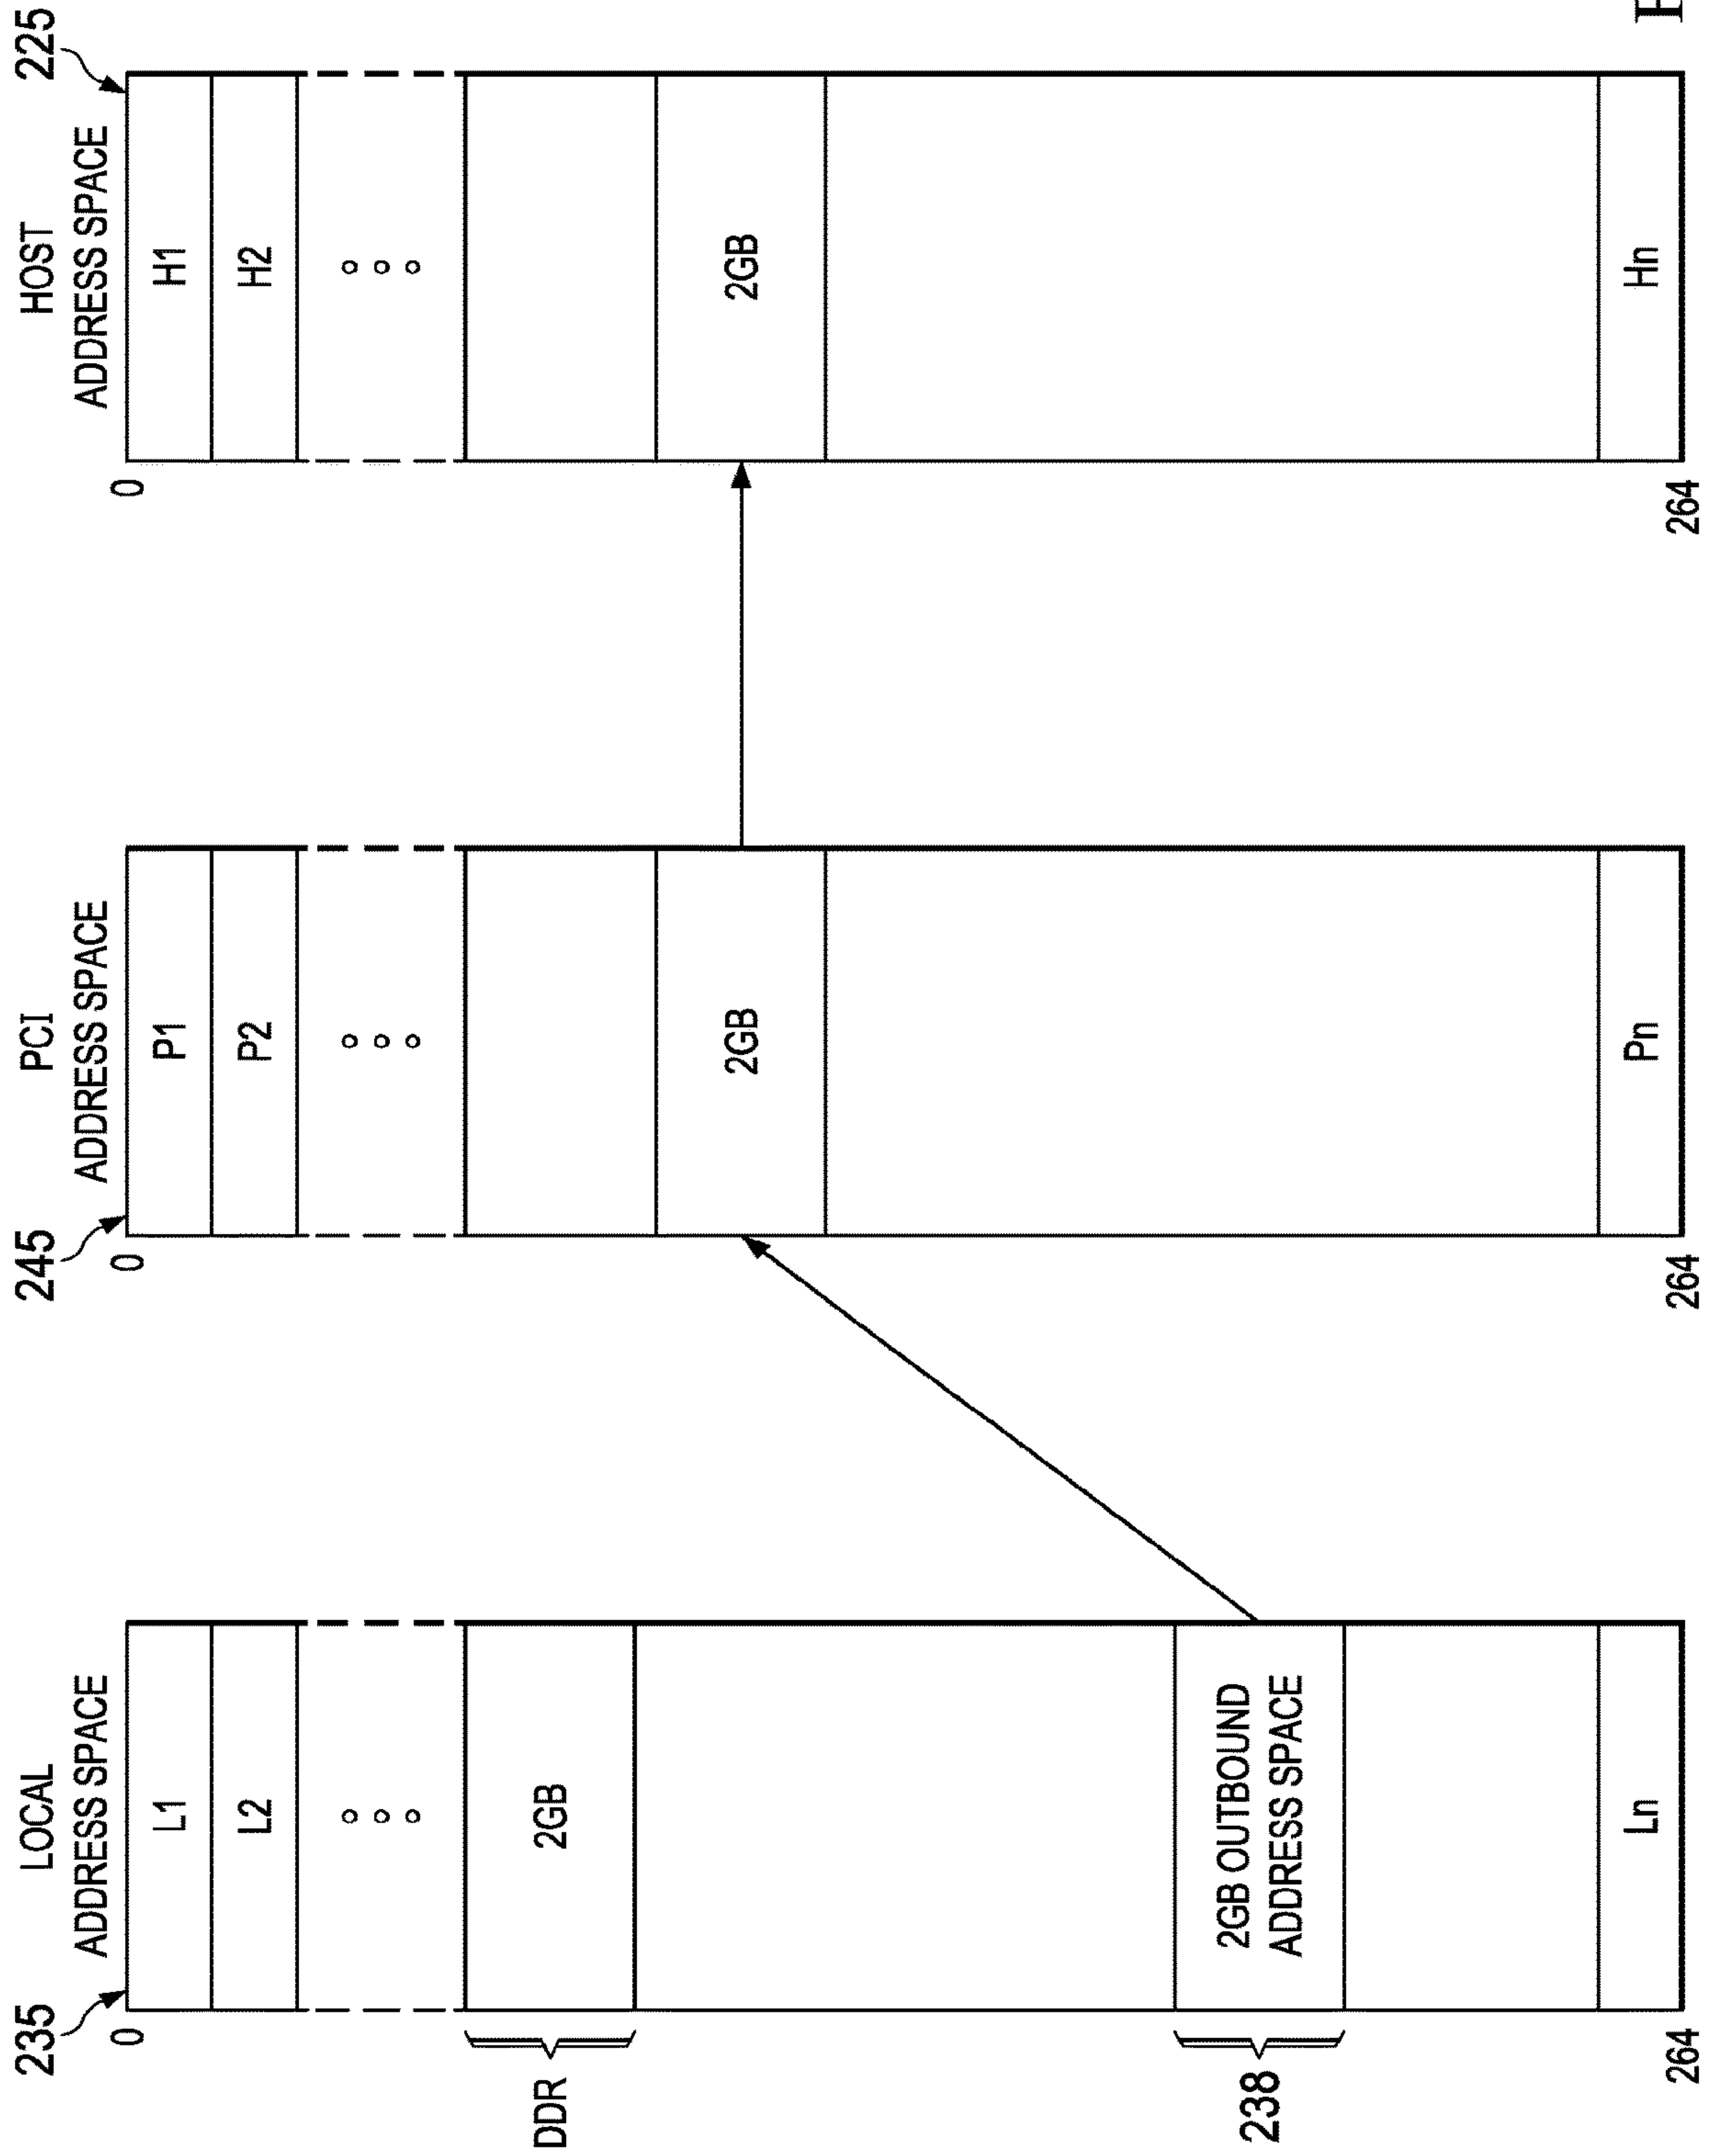 235
LOCAL
ADDRESS SPACE
0
L1
L2
DDR
2GB
238
2GB OUTBOUND
ADDRESS SPACE
Ln
264
245
PCI
ADDRESS SPACE
0
P1
P2
2GB
Pn
264
HOST
ADDRESS SPACE
225
0
H1
H2
2GB
Hn
264